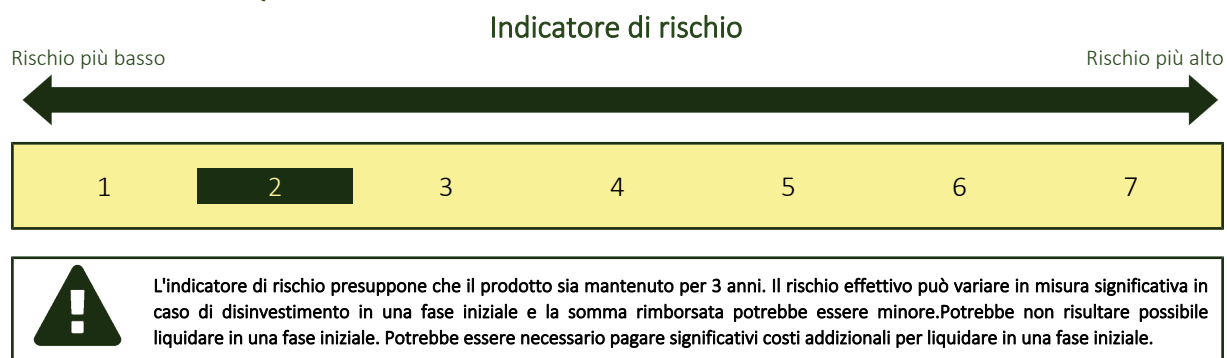 Indicatore di rischio
Rischio più basso Rischio più alto
1 2 3 4 5 6 7
L'indicatore di rischio presuppone che il prodotto sia mantenuto per 3 anni. Il rischio effettivo può variare in misura significativa in
caso di disinvestimento in una fase iniziale e la somma rimborsata potrebbe essere minore.Potrebbe non risultare possibile
liquidare in una fase iniziale. Potrebbe essere necessario pagare significativi costi addizionali per liquidare in una fase iniziale.